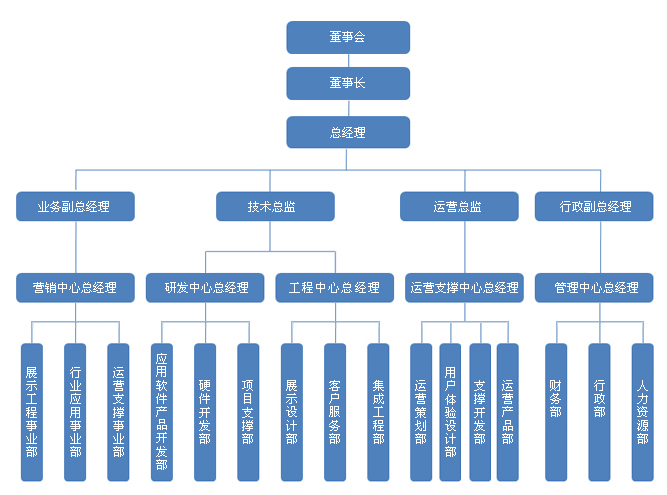 董事会
董事长
总经理
业务副总经理
技术总监
运营总监
行政副总经理
营销中心总经理
研发中心总经理
工程中心总经理
运营支撑中心总经理
管理中心总经理
展示工程事业部
行业应用事业部
运营支撑事业部
应用软件产品开发部
硬件开发部
项目支撑部
展示设计部
客户服务部
集成工程部
运营策划部
用户体验设计部
支撑开发部
运营产品部
财务部
行政部
人力资源部